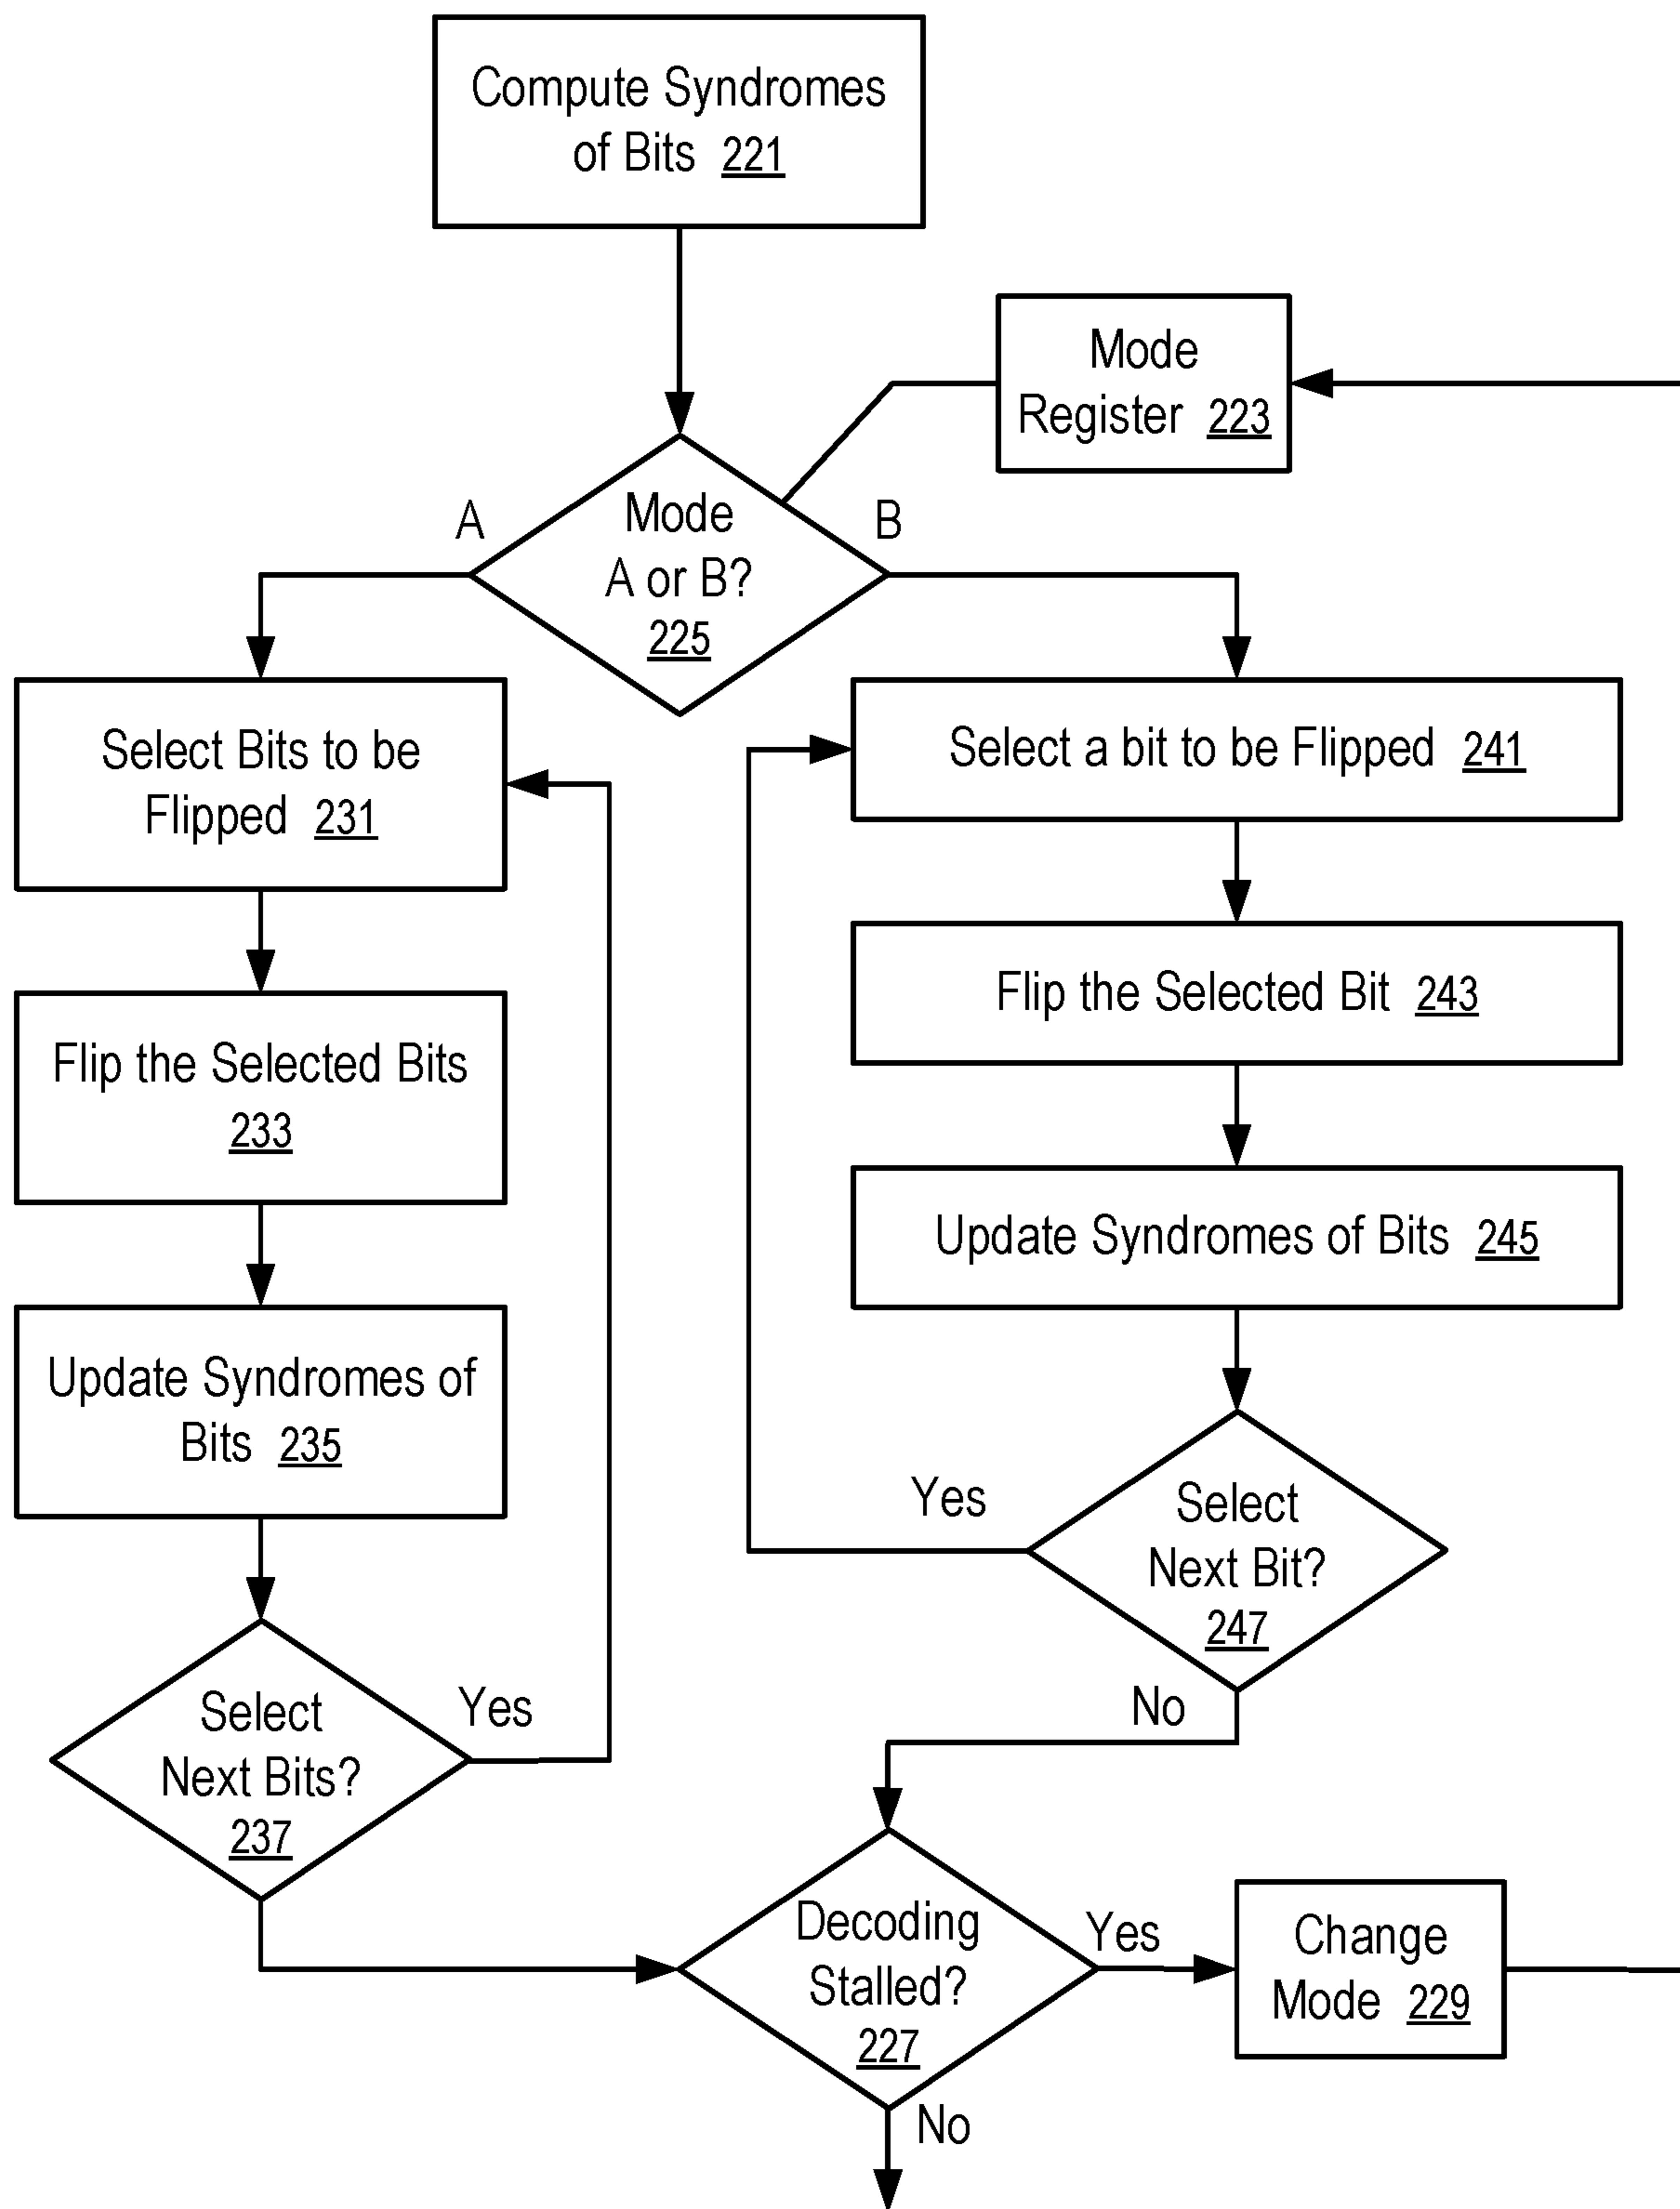 Compute Syndromes
of Bits 221
Mode
Register 223
A
Mode
A or B?
225
B
Select Bits to be
Flipped 231
Select a bit to be Flipped 241
Flip the Selected Bit 243
Flip the Selected Bits
233
Update Syndromes of Bits 245
Update Syndromes of
Bits 235
Yes
Select
Next Bit?
247
No
Select
Next Bits?
237
Yes
Decoding
Stalled?
227
Yes
Change
Mode 229
No